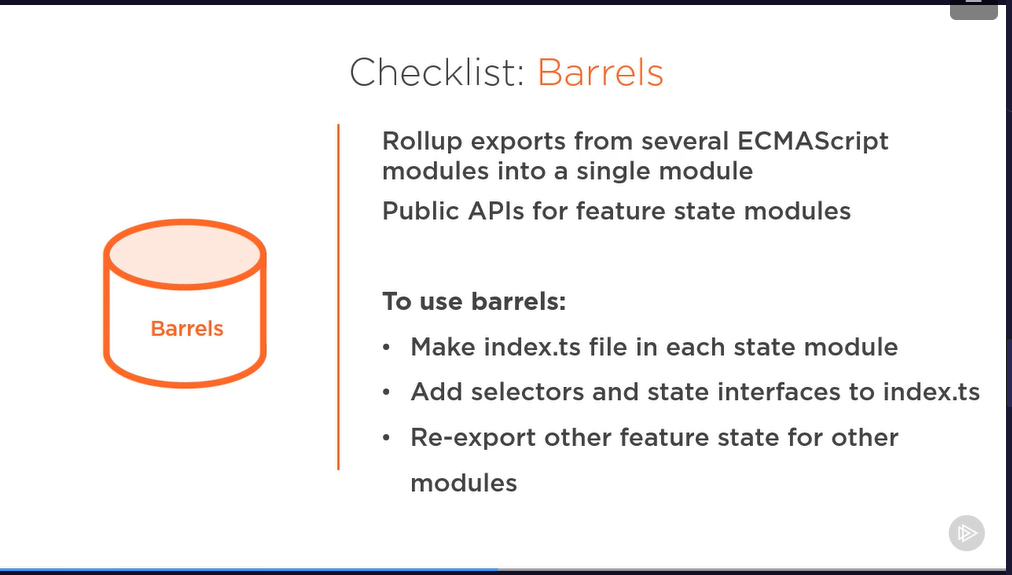 Checklist: Barrels
Rollup exports from several ECMAScript
modules into a single module
Public APIs for feature state modules
Barrels
To use barrels:
• Make index.ts file in each state module
• Add selectors and state interfaces to index.ts
• Re-export other feature state for other
modules